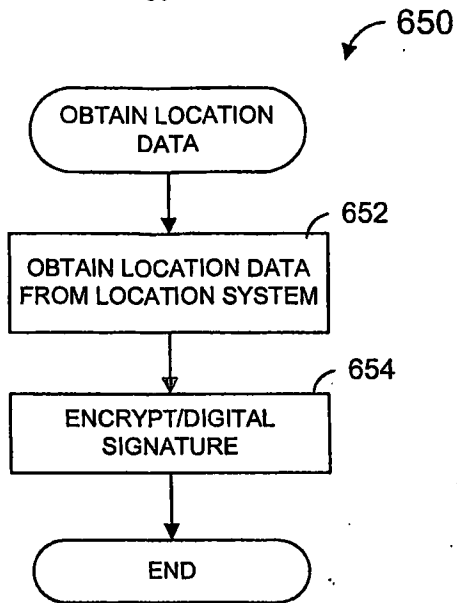 650
OBTAIN LOCATION
DATA
652
OBTAIN LOCATION DATA
FROM LOCATION SYSTEM
654
ENCRYPT/DIGITAL
SIGNATURE
END